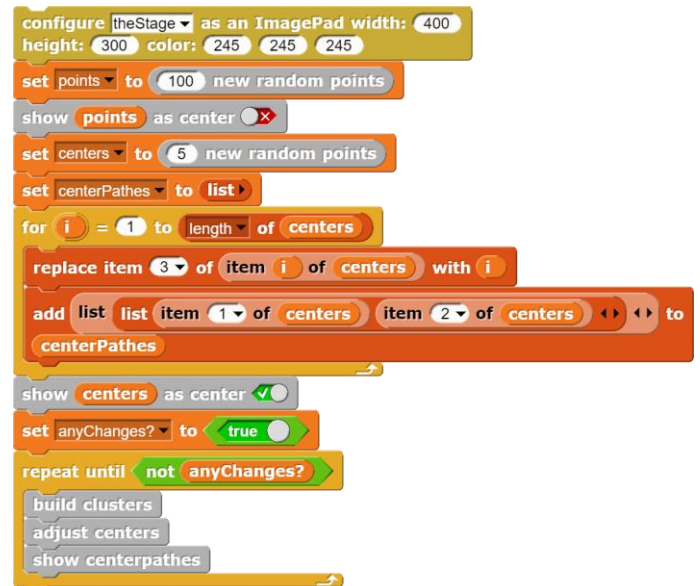 configure theStage as an ImagePad width: 400
height: 300 color: 245 245 245
set points to 100 new random points
show points as center
set centers to 5 new random points
set centerPathes to list
for i = 1 to length of centers
replace item 3 of item i of centers with i
add list list item 1 of centers item 2 of centers to
centerPathes
show centers as center
set anyChanges? to true
repeat until not anyChanges?
build clusters
adjust centers
show centerpathes